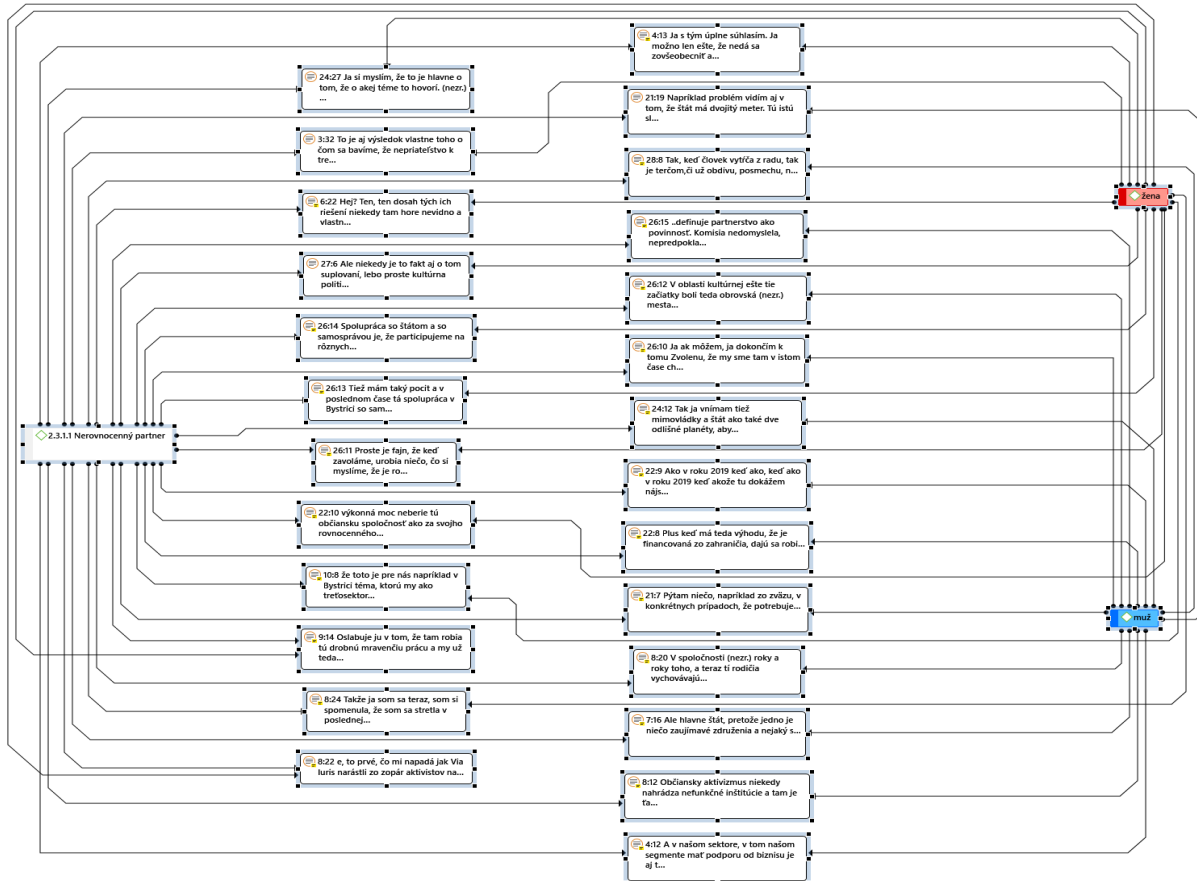 4:13 Ja s tým úplne súhlasím. Ja
možno len ešte, že nedá sa
zovšeobecniť a...
24:27 Ja si myslím, že to je hlavne o
tom, že o akej téme to hovorí. (nezr.)
...
21:19 Napríklad problém vidím aj v
tom, že štát má dvojitý meter. Tú istú
sl...
3:32 To je aj výsledok vlastne toho o
čom sa bavíme, že nepriateľstvo k
tre...
28:8 Tak, keď človek vytŕča z radu, tak
je terčom,či už obdivu, posmechu, n...
6:22 Hej? Ten, ten dosah tých ich
riešení niekedy tam hore nevidno a
vlastn...
žena
26:15 ..definuje partnerstvo ako
povinnosť. Komisia nedomyslela,
nepredpokla...
27:6 Ale niekedy je to fakt aj o tom
suplovaní, lebo proste kultúrna
politi...
26:12 V oblasti kultúrnej ešte tie
začiatky boli teda obrovská (nezr.)
mesta...
26:14 Spolupráca so štátom a so
samosprávou je, že participujeme na
rôznych...
26:10 Ja ak môžem, ja dokončím k
tomu Zvolenu, že my sme tam v istom
čase ch...
26:13 Tiež mám taký pocit a v
poslednom čase tá spolupráca v
Bystrici so sam...
24:12 Tak ja vnímam tiež
mimovládky a štát ako také dve
odlišné planéty, aby...
2.3.1.1 Nerovnocenný partner
26:11 Proste je fajn, že keď
zavoláme, urobia niečo, čo si
myslíme, že je ro...
22:9 Ako v roku 2019 keď ako, keď ako
v roku 2019 keď akože tu dokážem
nájs...
22:10 výkonná moc neberie tú
občiansku spoločnosť ako za svojho
rovnocenného...
22:8 Plus keď má teda výhodu, že je
financovaná zo zahraničia, dajú sa robi...
10:8 že toto je pre nás napríklad v
Bystrici téma, ktorú my ako
treťosektor...
21:7 Pýtam niečo, napríklad zo zväzu, v
konkrétnych prípadoch, že potrebuje...
muž
9:14 Oslabuje ju v tom, že tam robia
tú drobnú mravenčiu prácu a my už
teda...
8:20 V spoločnosti (nezr.) roky a
roky toho, a teraz tí rodičia
vychovávajú...
8:24 Takže ja som sa teraz, som si
spomenula, že som sa stretla v
poslednej...
7:16 Ale hlavne štát, pretože jedno je
niečo zaujímavé združenia a nejaký s...
8:22 e, to prvé, čo mi napadá jak Via
Iuris narástli zo zopár aktivistov na...
8:12 Občiansky aktivizmus niekedy
nahrádza nefunkčné inštitúcie a tam je
ťa...
4:12 A v našom sektore, v tom našom
segmente mať podporu od biznisu je
aj t...